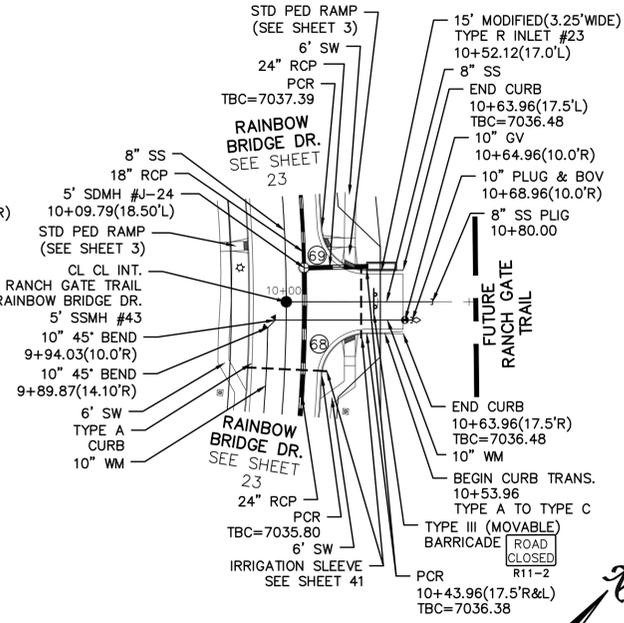 STD PED RAMP
(SEE SHEET 3)
6' SW
24" RCP
PCR
TBC=7037.39
RAINBOW
BRIDGE DR.
SEE SHEET
23
8" SS
18" RCP
5' SDMH #J-24
10+09.79(18.50'L)
R)
STD PED RAMP
(SEE SHEET 3)
CL CL INT.
RANCH GATE TRAIL
RAINBOW BRIDGE DR.
5' SSMH #43
10" 45° BEND
9+94.03(10.0'R)
10" 45° BEND
9+89.87(14.10'R)
6' SW
TYPE A
CURB
10" WM
RAINBOW
BRIDGE DR.
SEE SHEET
23
24" RCP
PCR
TBC=7035.80
6' SW
IRRIGATION SLEEVE
SEE SHEET 41
69
10+00
68
15' MODIFIED(3.25'WIDE)
TYPE R INLET #23
10+52.12(17.0'L)
8" SS
END CURB
10+63.96(17.5'L)
TBC=7036.48
10" GV
10+64.96(10.0'R)
10" PLUG & BOV
10+68.96(10.0'R)
8" SS PLIG
10+80.00
FUTURE
RANCH GATE
TRAIL
END CURB
10+63.96(17.5'R)
TBC=7036.48
10" WM
BEGIN CURB TRANS.
10+53.96
TYPE A TO TYPE C
TYPE III (MOVABLE)
BARRICADE
ROAD
CLOSED
R11-2
PCR
10+43.96(17.5'R&L)
TBC=7036.38